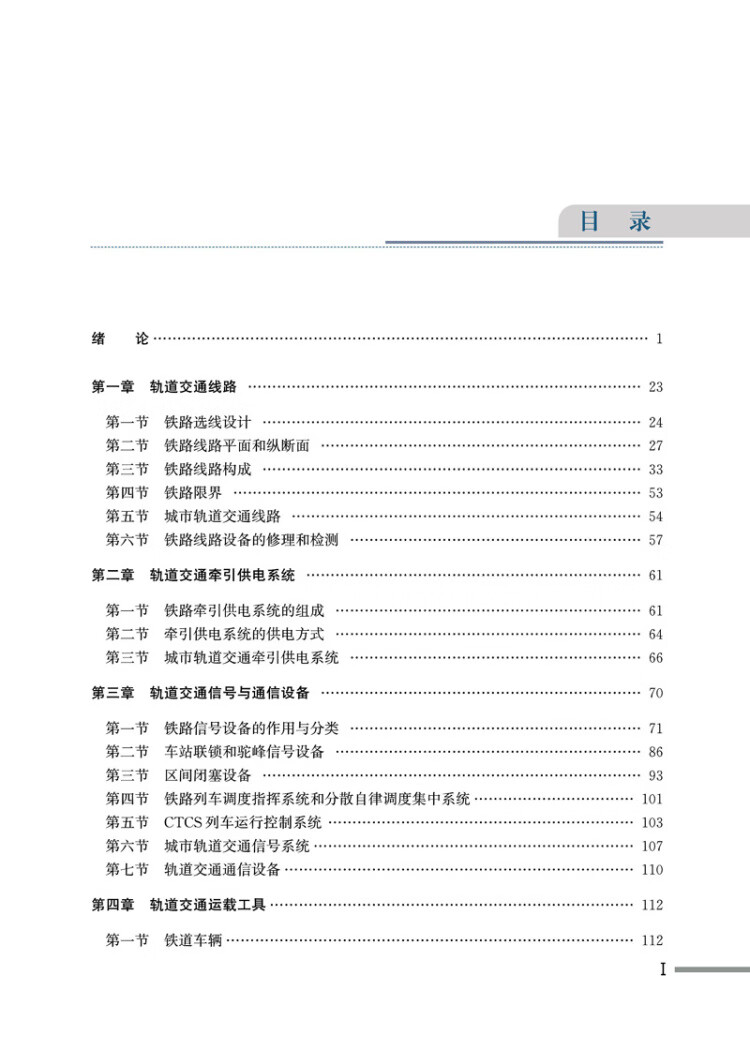 目 录
绪 论………………………………………………………………………………………… 1
第一章 轨道交通线路 ……………………………………………………………………… 23
第一节 铁路选线设计 …………………………………………………………………… 24
第二节 铁路线路平面和纵断面 ………………………………………………………… 27
第三节 铁路线路构成 …………………………………………………………………… 33
第四节 铁路限界 ………………………………………………………………………… 53
第五节 城市轨道交通线路 ……………………………………………………………… 54
第六节 铁路线路设备的修理和检测 …………………………………………………… 57
第二章 轨道交通牵引供电系统 …………………………………………………………… 61
第一节 铁路牵引供电系统的组成 ……………………………………………………… 61
第二节 牵引供电系统的供电方式 ……………………………………………………… 64
第三节 城市轨道交通牵引供电系统 …………………………………………………… 66
第三章 轨道交通信号与通信设备 ………………………………………………………… 70
第一节 铁路信号设备的作用与分类 …………………………………………………… 71
第二节 车站联锁和驼峰信号设备 ……………………………………………………… 86
第三节 区间闭塞设备 …………………………………………………………………… 93
第四节 铁路列车调度指挥系统和分散自律调度集中系统…………………………… 101
第五节 CTCS列车运行控制系统 ……………………………………………………… 103
第六节 城市轨道交通信号系统………………………………………………………… 107
第七节 轨道交通通信设备……………………………………………………………… 110
第四章 轨道交通运载工具………………………………………………………………… 112
第一节 铁道车辆………………………………………………………………………… 112
I